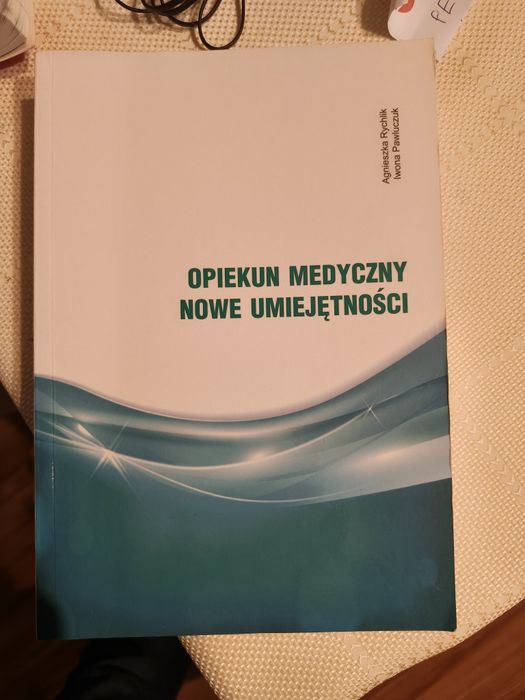 Agnieszka Rychlik
Iwona Pawluczuk
OPIEKUN MEDYCZNY
NOWE UMIEJĘTNOŚCI